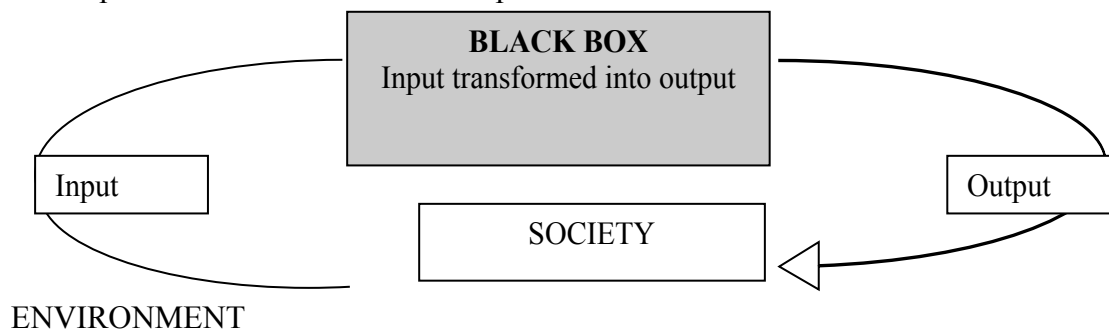 BLACK BOX
Input transformed into output
Input
Output
SOCIETY
ENVIRONMENT